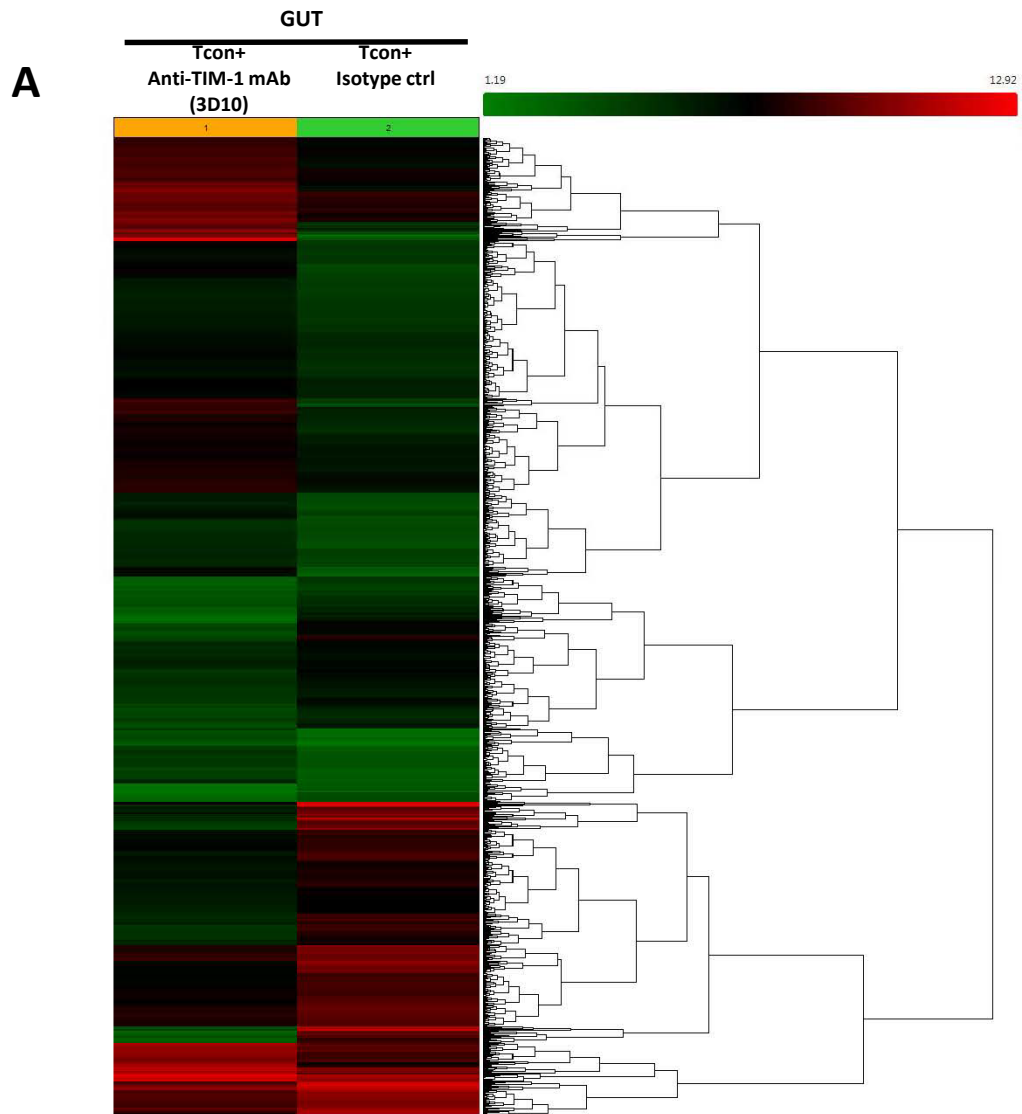 GUT
A
Tcon+
Anti-TIM-1 mAb
(3D10)
Tcon+
Isotype ctrl
1.19
12.92
1
2